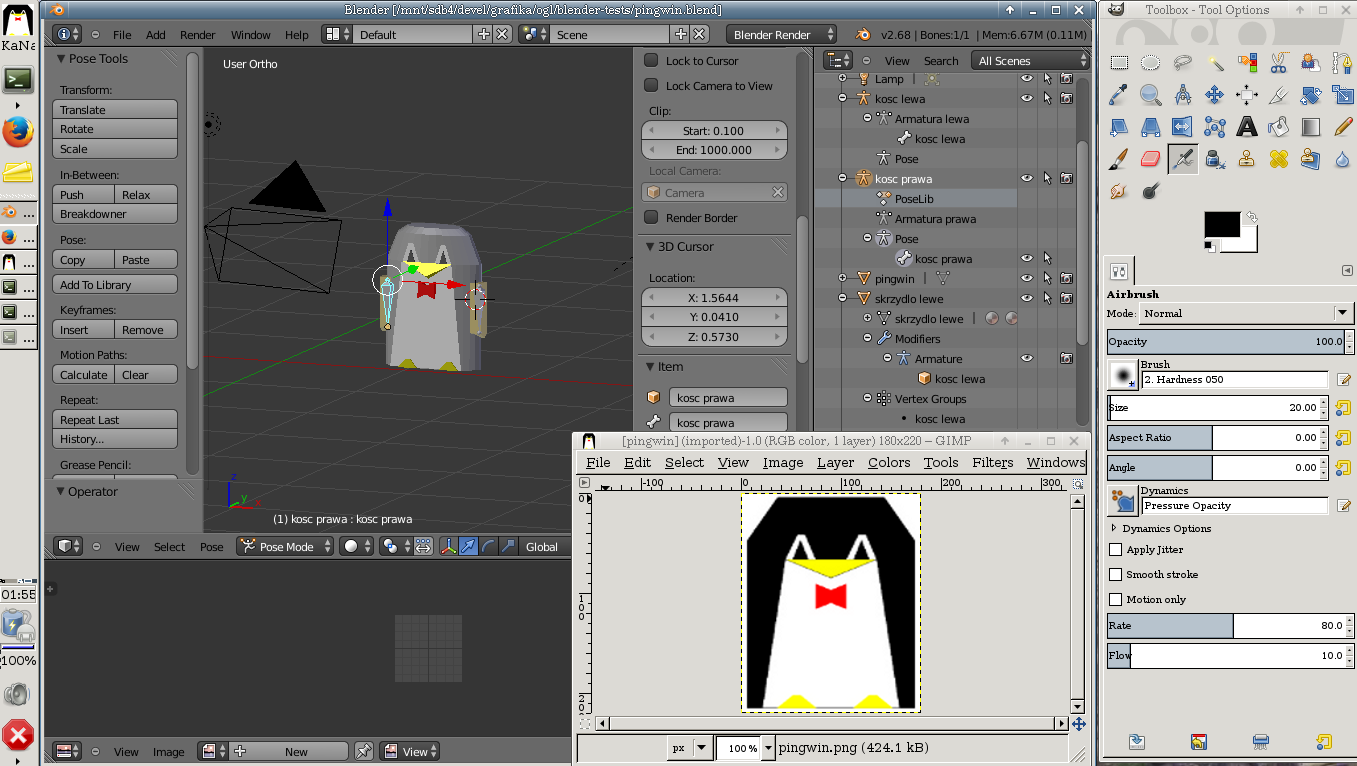 Blender [/mnt/sdb4/devel/grafika/ogl/blender-tests/pingwin.blend]
File Add Render Window Help Default Scene Blender Render v2.68 | Bones:1/1 | Mem:6.67M (0.11M)
KaNa
...
...
...
...
...
...
...
01:55
100%
Pose Tools
Transform:
Translate
Rotate
Scale
In-Between:
Push Relax
Breakdowner
Pose:
Copy Paste
Add To Library
Keyframes:
Insert Remove
Motion Paths:
Calculate Clear
Repeat:
Repeat Last
History...
Grease Pencil:
Operator
User Ortho
z
y
x
(1) kosc prawa : kosc prawa
View Select Pose Pose Mode Global
Lock to Cursor
Lock Camera to View
Clip:
Start: 0.100
End: 1000.000
Local Camera:
Camera
Render Border
3D Cursor
Location:
X: 1.5644
Y: 0.0410
Z: 0.5730
Item
kosc prawa
kosc prawa
View Search All Scenes
Lamp |
kosc lewa
Armatura lewa
kosc lewa
Pose
kosc prawa
PoseLib
Armatura prawa
Pose
kosc prawa
pingwin |
skrzydlo lewe
skrzydlo lewe |
Modifiers
Armature
kosc lewa
Vertex Groups
kosc lewa
View Image New View
[pingwin] (imported)-1.0 (RGB color, 1 layer) 180x220 – GIMP
File Edit Select View Image Layer Colors Tools Filters Windows
-100 0 100 200 300
0
100
20
px 100 % pingwin.png (424.1 kB)
Toolbox - Tool Options
Airbrush
Mode: Normal
Opacity 100.0
Brush
2. Hardness 050
Size 20.00
Aspect Ratio 0.00
Angle 0.00
Dynamics
Pressure Opacity
Dynamics Options
Apply Jitter
Smooth stroke
Motion only
Rate 80.0
Flow 10.0